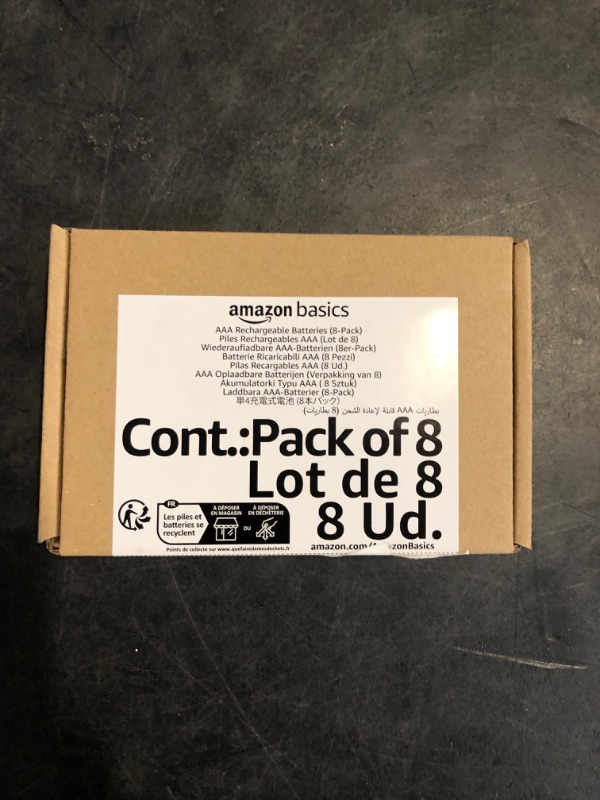 amazon basics
AAA Rechargeable Batteries (8-Pack)
Piles Rechargeables AAA (Lot de 8)
Wiederaufladbare AAA-Batterien (8er-Pack)
Batterie Ricaricabili AAA (8 Pezzi)
Pilas Recargables AAA (8 Ud.)
AAA Oplaadbare Batterijen (Verpakking van 8)
Akumulatorki Typu AAA ( 8 Sztuk)
Laddbara AAA-Batterier (8-Pack)
単4充電式電池 (8本パック)
بطاريات AAA قابلة لإعادة الشحن (8 بطاريات)
Cont.:Pack of 8
Lot de 8
8 Ud.
FR
Les piles et
batteries se
recyclent
À DÉPOSER
EN MAGASIN
OU
À DÉPOSER
EN DÉCHÈTERIE
Points de collecte sur www.quefairedemesdechets.fr
amazon.com/ zonBasics